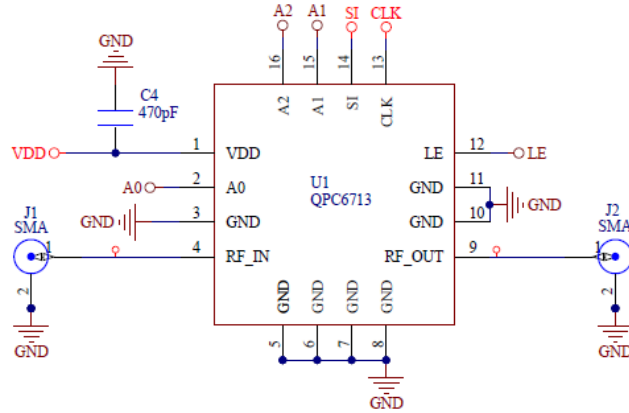 A2 A1 SI CLK
GND
16 15 14 13
C4
470pF
A2 A1 SI CLK
VDD 1 VDD LE 12 LE
U1
QPC6713
A0 2 A0 GND 11
GND 3 GND GND 10 GND
J1
SMA
J2
SMA
1 4 RF_IN RF_OUT 9 1
2 2
GND GND GND GND
GND GND
5 6 7 8
GND